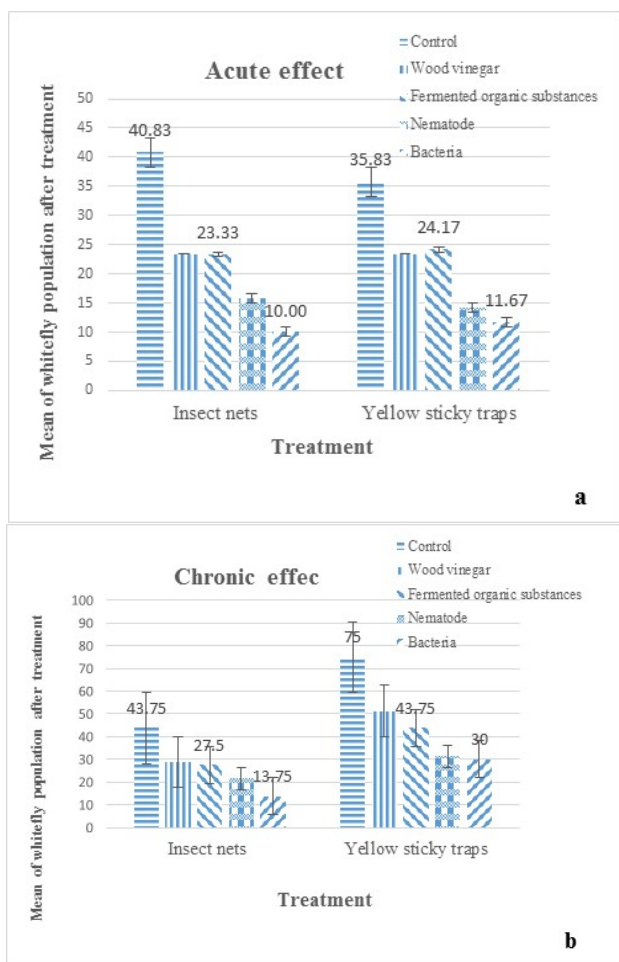 Acute effect
Control
Wood vinegar
Fermented organic substances
Nematode
Bacteria
Mean of whitefly population after treatment
50
45
40
35
30
25
20
15
10
5
0
40.83
23.33
10.00
35.83
24.17
11.67
Insect nets
Yellow sticky traps
Treatment
a
Chronic effec
Control
Wood vinegar
Fermented organic substances
Nematode
Bacteria
Mean of whitefly population after treatment
100
90
80
70
60
50
40
30
20
10
0
43.75
27.5
13.75
75
43.75
30
Insect nets
Yellow sticky traps
Treatment
b